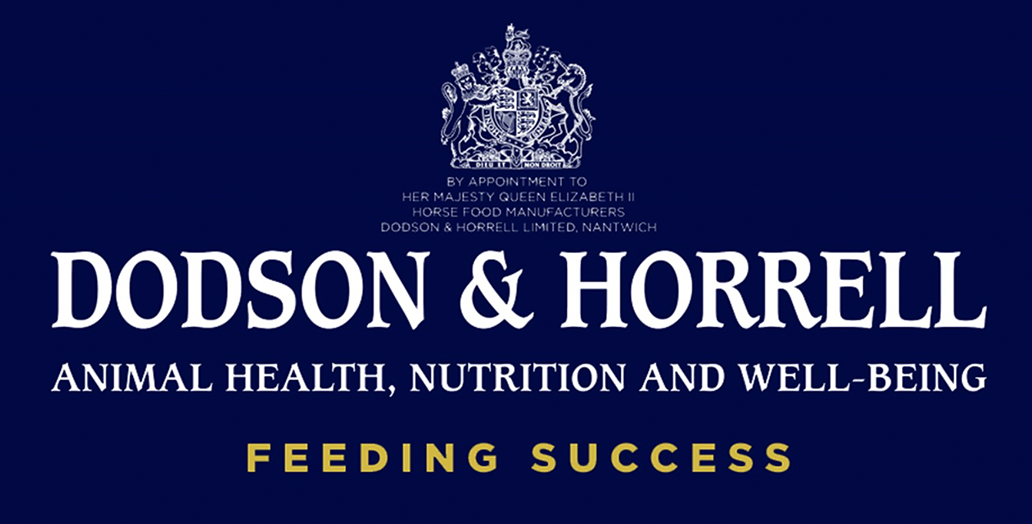 DIEU ET MON DROIT
BY APPOINTMENT TO
HER MAJESTY QUEEN ELIZABETH II
HORSE FOOD MANUFACTURERS
DODSON & HORRELL LIMITED, NANTWICH
DODSON & HORRELL
ANIMAL HEALTH, NUTRITION AND WELL-BEING
FEEDING SUCCESS